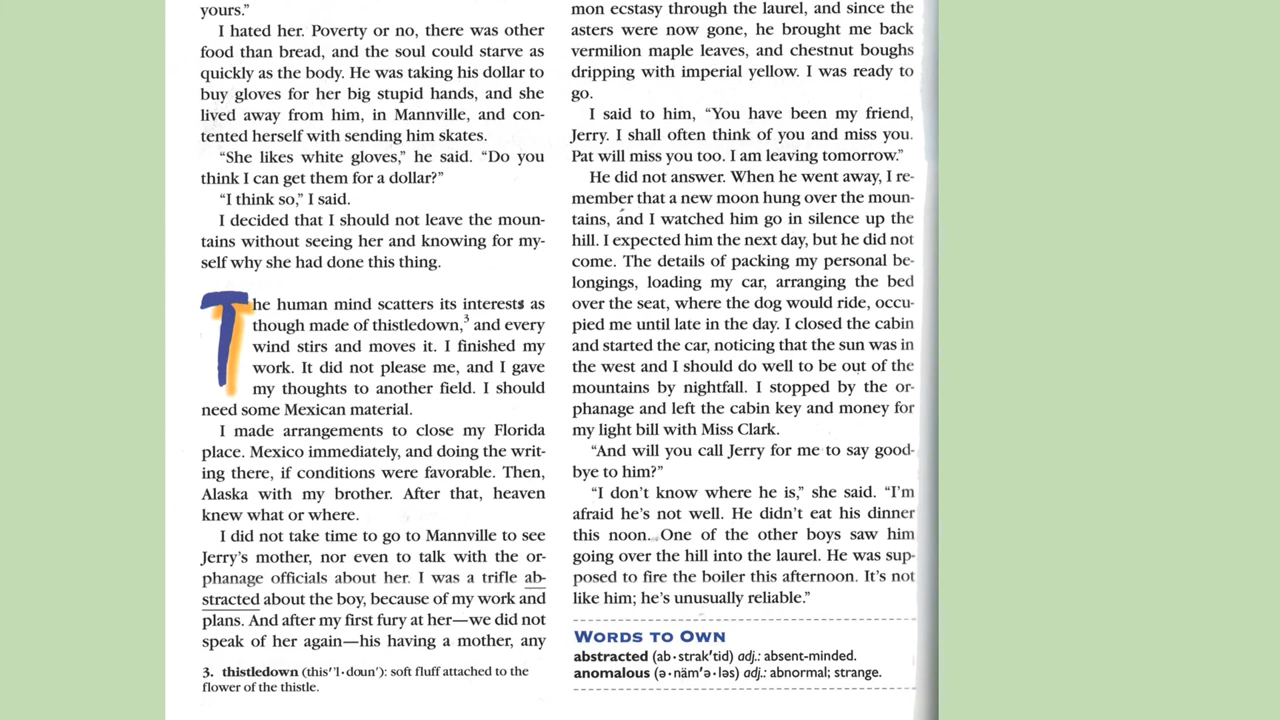 yours.”
I hated her. Poverty or no, there was other
food than bread, and the soul could starve as
quickly as the body. He was taking his dollar to
buy gloves for her big stupid hands, and she
lived away from him, in Mannville, and con-
tented herself with sending him skates.
“She likes white gloves,” he said. “Do you
think I can get them for a dollar?”
“I think so,” I said.
I decided that I should not leave the moun-
tains without seeing her and knowing for my-
self why she had done this thing.
The human mind scatters its interests as
though made of thistledown,³ and every
wind stirs and moves it. I finished my
work. It did not please me, and I gave
my thoughts to another field. I should
need some Mexican material.
I made arrangements to close my Florida
place. Mexico immediately, and doing the writ-
ing there, if conditions were favorable. Then,
Alaska with my brother. After that, heaven
knew what or where.
I did not take time to go to Mannville to see
Jerry’s mother, nor even to talk with the or-
phanage officials about her. I was a trifle ab-
stracted about the boy, because of my work and
plans. And after my first fury at her—we did not
speak of her again—his having a mother, any
3. thistledown (this′'l·doun′): soft fluff attached to the
flower of the thistle.
mon ecstasy through the laurel, and since the
asters were now gone, he brought me back
vermilion maple leaves, and chestnut boughs
dripping with imperial yellow. I was ready to
go.
I said to him, “You have been my friend,
Jerry. I shall often think of you and miss you.
Pat will miss you too. I am leaving tomorrow.”
He did not answer. When he went away, I re-
member that a new moon hung over the moun-
tains, and I watched him go in silence up the
hill. I expected him the next day, but he did not
come. The details of packing my personal be-
longings, loading my car, arranging the bed
over the seat, where the dog would ride, occu-
pied me until late in the day. I closed the cabin
and started the car, noticing that the sun was in
the west and I should do well to be out of the
mountains by nightfall. I stopped by the or-
phanage and left the cabin key and money for
my light bill with Miss Clark.
“And will you call Jerry for me to say good-
bye to him?”
“I don’t know where he is,” she said. “I’m
afraid he’s not well. He didn’t eat his dinner
this noon. One of the other boys saw him
going over the hill into the laurel. He was sup-
posed to fire the boiler this afternoon. It’s not
like him; he’s unusually reliable.”
WORDS TO OWN
abstracted (ab·strak′tid) adj.: absent-minded.
anomalous (ə·näm′ə·ləs) adj.: abnormal; strange.